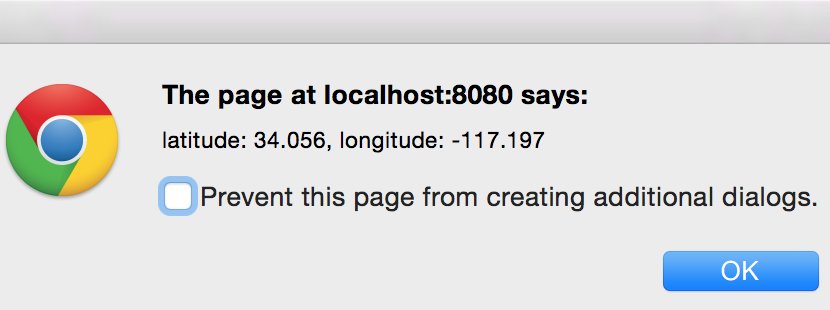 The page at localhost:8080 says:
latitude: 34.056, longitude: -117.197
Prevent this page from creating additional dialogs.
OK